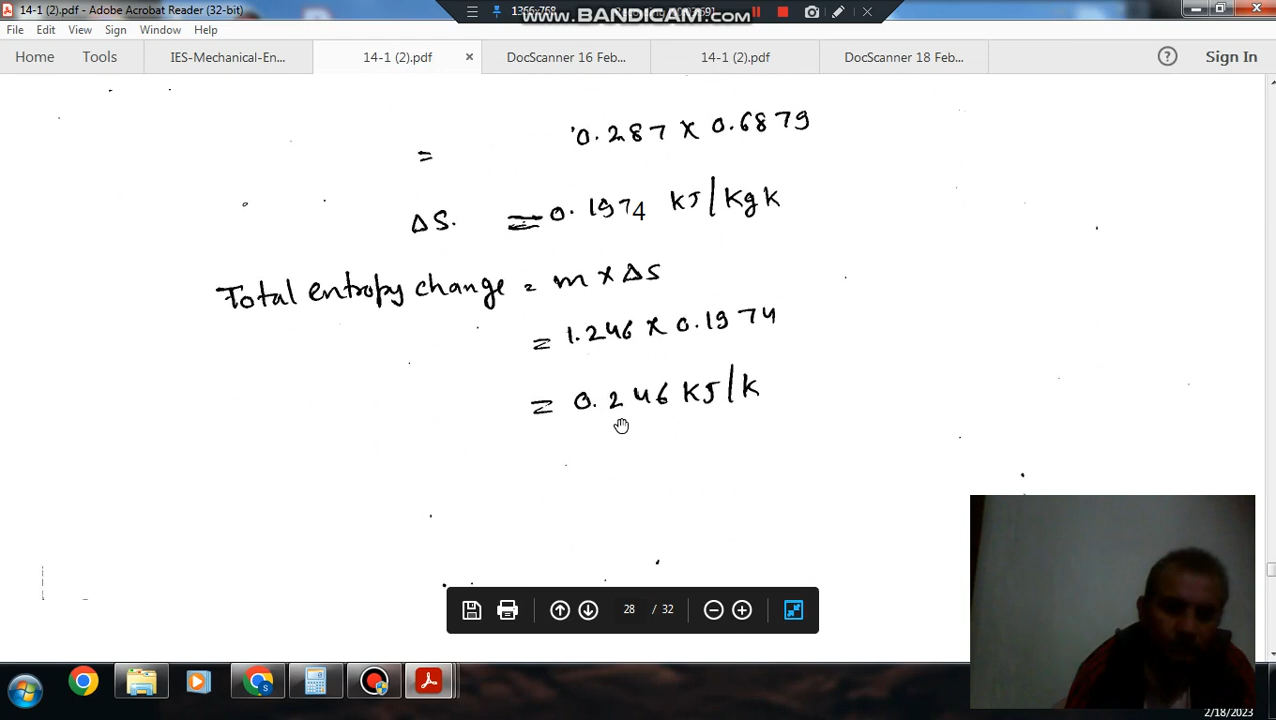 14-1 (2).pdf - Adobe Acrobat Reader (32-bit)
www.BANDICAM.com
File Edit View Sign Window Help
Home Tools IES-Mechanical-En... 14-1 (2).pdf × DocScanner 16 Feb... 14-1 (2).pdf DocScanner 18 Feb... Sign In
= 0.287 x 0.6879
ΔS. = 0.1974 kJ/kgk
Total entropy change = m x ΔS
= 1.246 x 0.1974
= 0.246 kJ/k
28 / 32
2/18/2023